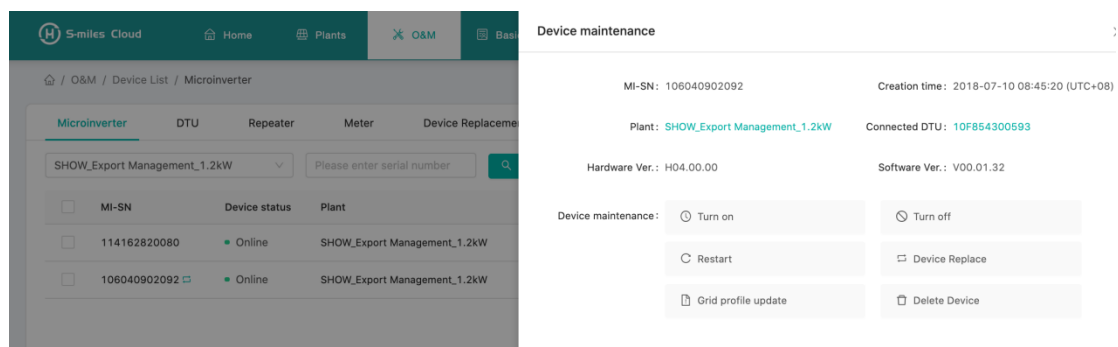 S-miles Cloud
Home
Plants
O&M
Basi
/ O&M / Device List / Microinverter
Microinverter DTU Repeater Meter Device Replaceme
SHOW_Export Management_1.2kW
Please enter serial number
MI-SN Device status Plant
114162820080 Online SHOW_Export Management_1.2kW
106040902092 Online SHOW_Export Management_1.2kW
Device maintenance
MI-SN: 106040902092 Creation time: 2018-07-10 08:45:20 (UTC+08)
Plant: SHOW_Export Management_1.2kW Connected DTU: 10F854300593
Hardware Ver.: H04.00.00 Software Ver.: V00.01.32
Device maintenance: Turn on Turn off
Restart Device Replace
Grid profile update Delete Device